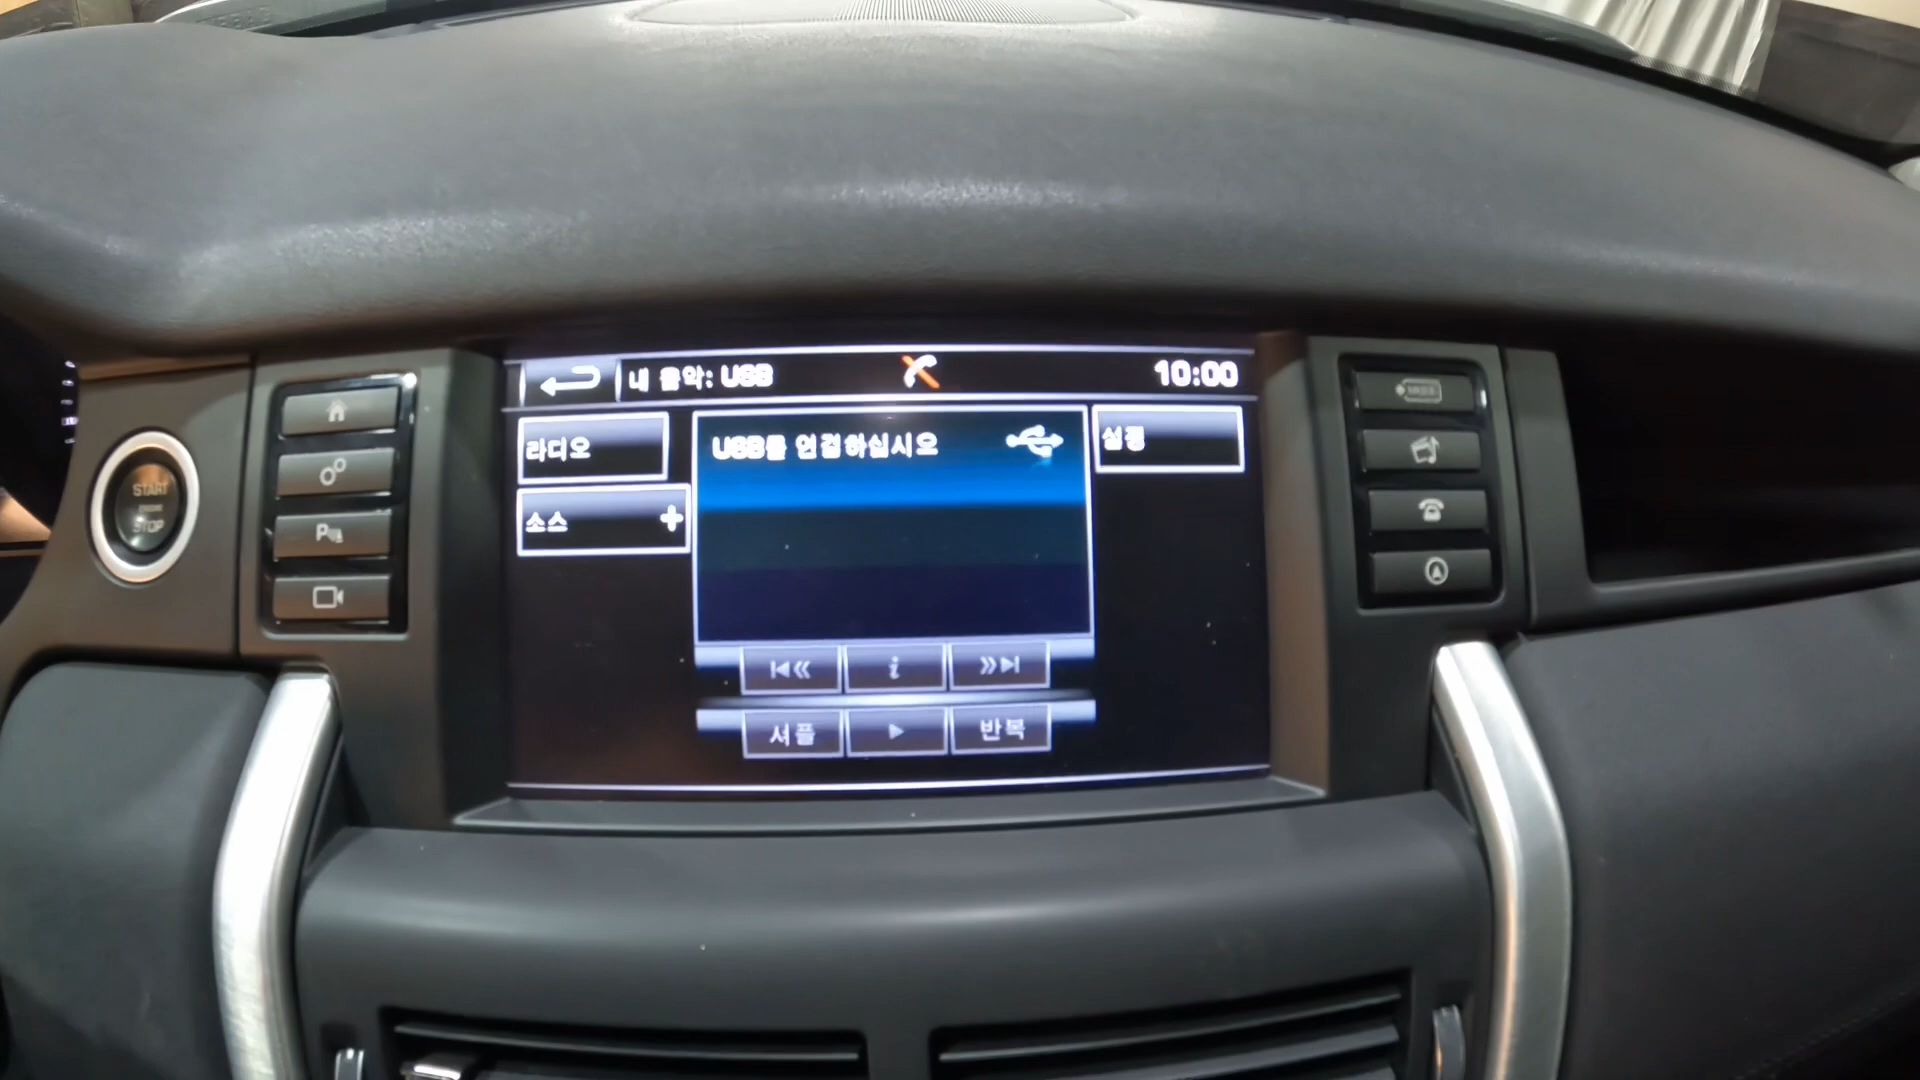 내 음악: USB
10:00
라디오
USB를 연결하십시오
설정
소스
START
STOP
P
i
셔플
반복